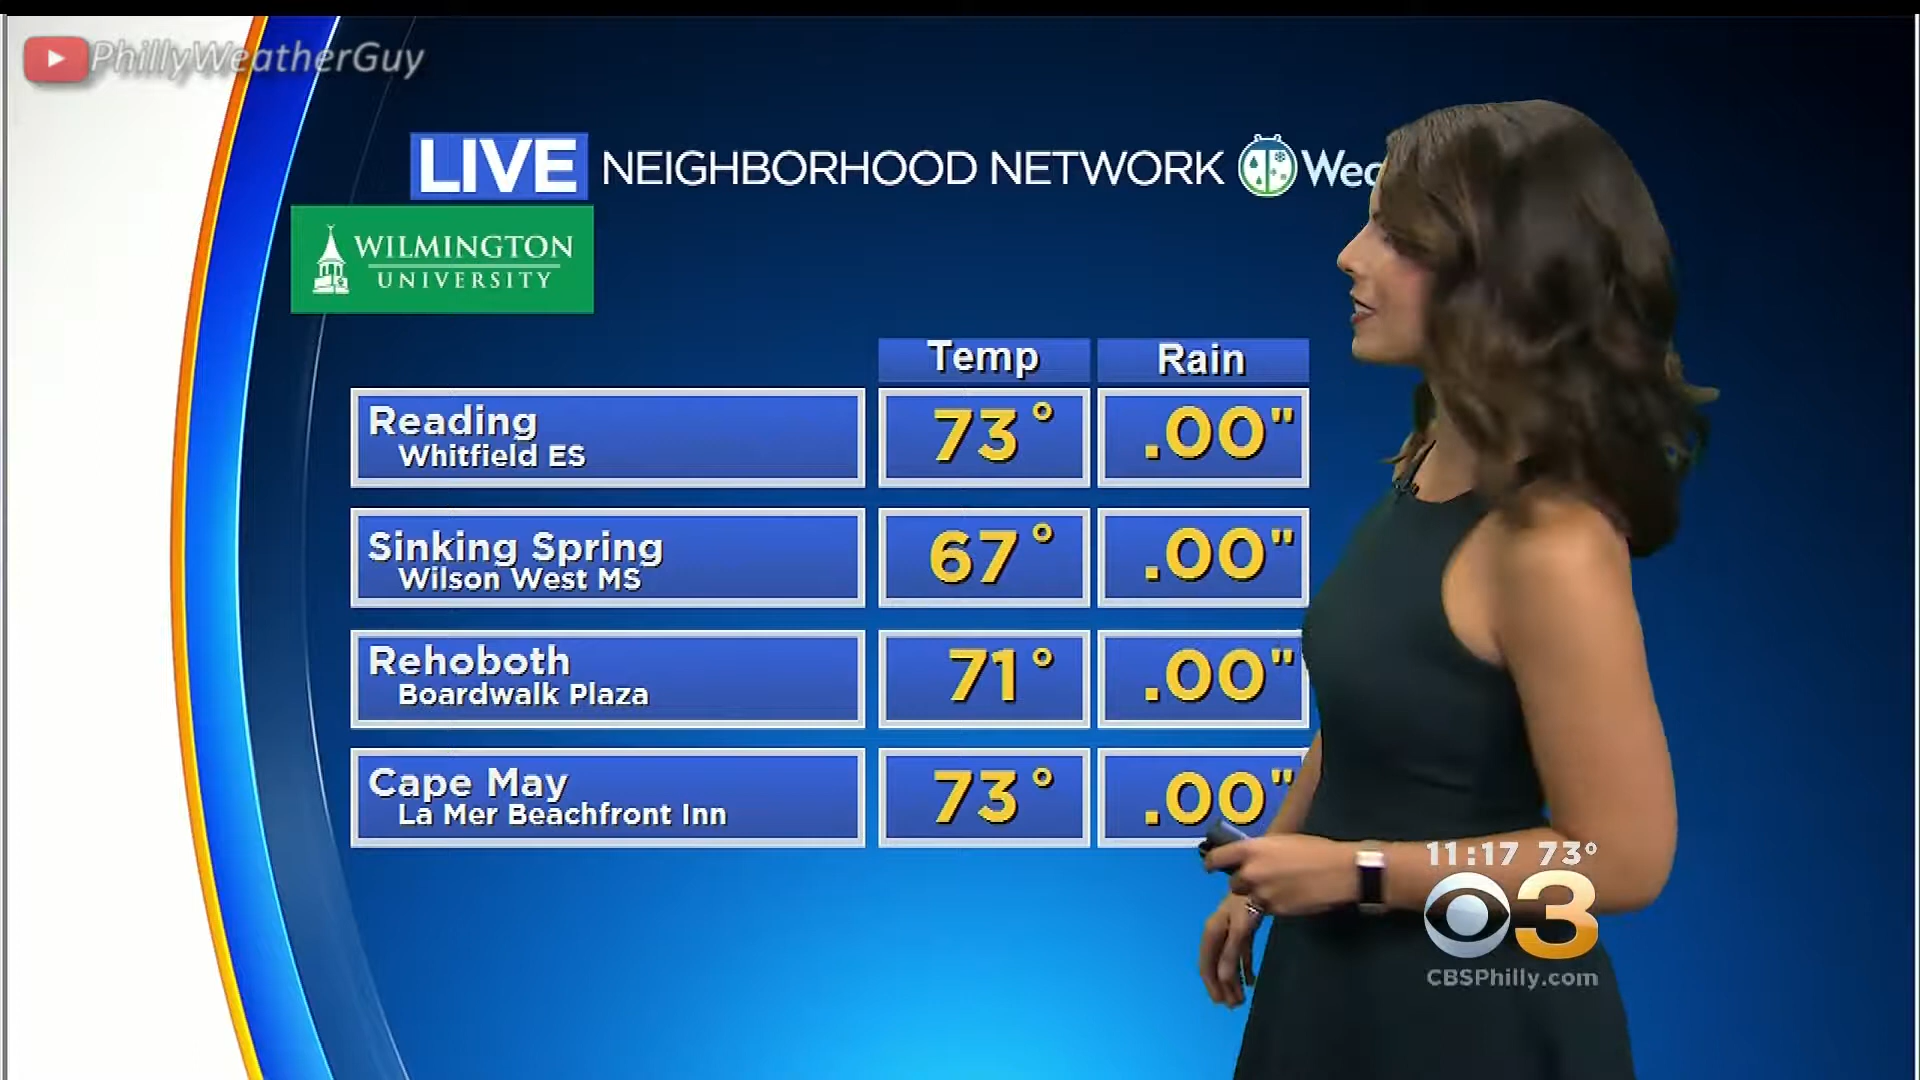 PhillyWeatherGuy
LIVE NEIGHBORHOOD NETWORK
WILMINGTON
UNIVERSITY
Temp Rain
Reading
Whitfield ES
73° .00"
Sinking Spring
Wilson West MS
67° .00"
Rehoboth
Boardwalk Plaza
71° .00"
Cape May
La Mer Beachfront Inn
73° .00"
11:17 73°
3
CBSPhilly.com